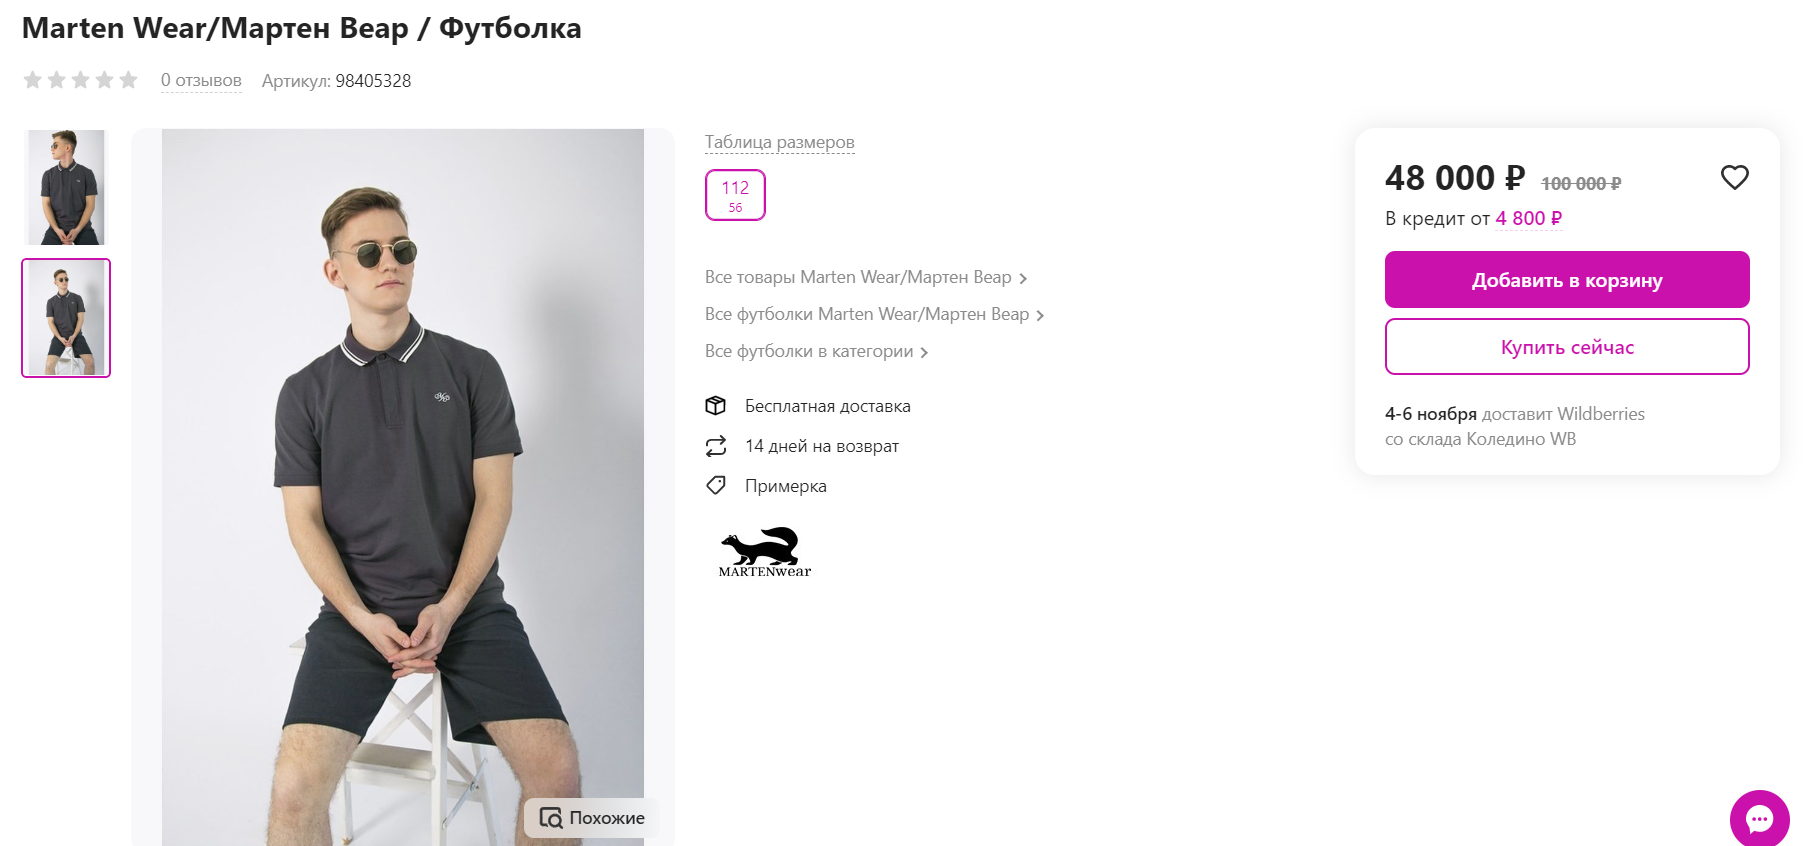 Marten Wear/Мартен Веар / Футболка
0 отзывов Артикул: 98405328
Таблица размеров
112
56
Все товары Marten Wear/Мартен Веар
Все футболки Marten Wear/Мартен Веар
Все футболки в категории
Бесплатная доставка
14 дней на возврат
Примерка
MARTENwear
Похожие
48 000 ₽ 100 000 ₽
В кредит от 4 800 ₽
Добавить в корзину
Купить сейчас
4-6 ноября доставит Wildberries
со склада Коледино WB